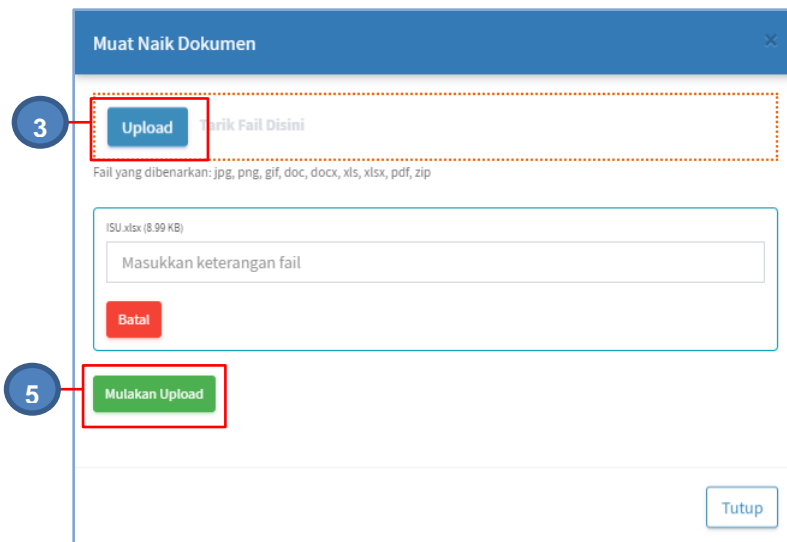 Muat Naik Dokumen
×
3
Upload Tarik Fail Disini
Fail yang dibenarkan: jpg, png, gif, doc, docx, xls, xlsx, pdf, zip
ISU.xlsx (8.99 KB)
Masukkan keterangan fail
Batal
5
Mulakan Upload
Tutup